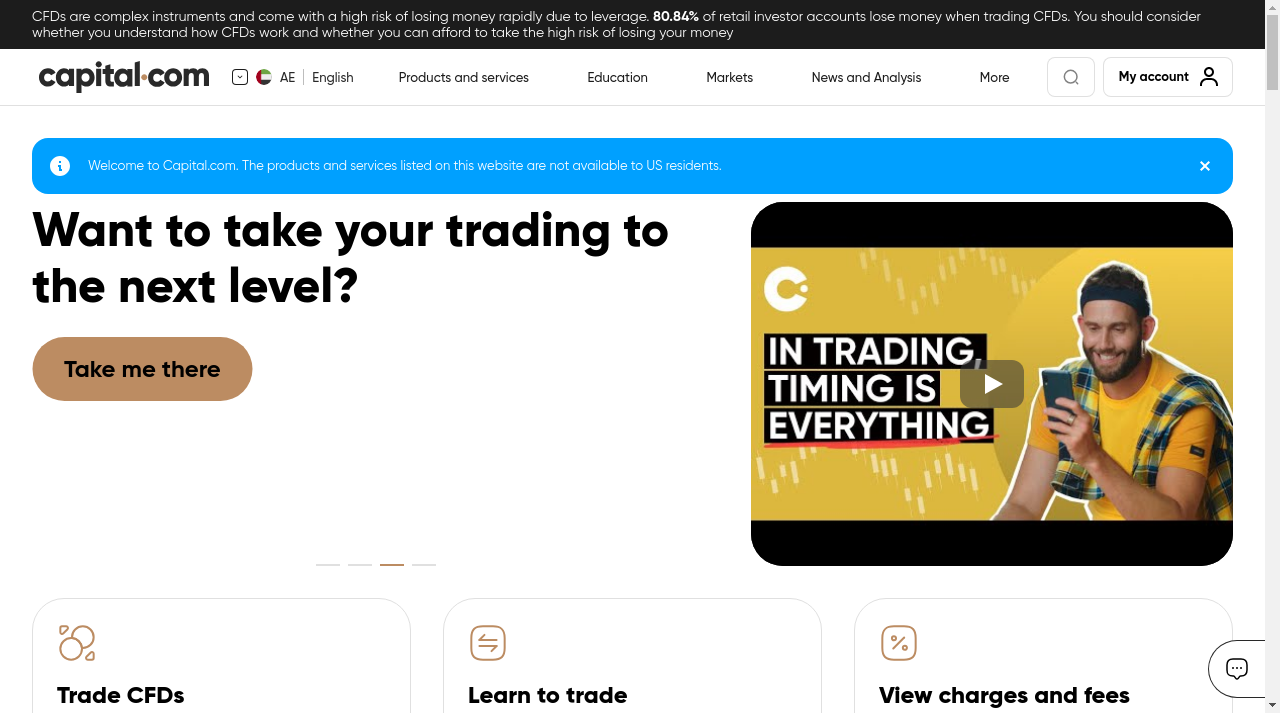 CFDs are complex instruments and come with a high risk of losing money rapidly due to leverage. 80.84% of retail investor accounts lose money when trading CFDs. You should consider
whether you understand how CFDs work and whether you can afford to take the high risk of losing your money
capital.com
AE
English
Products and services
Education
Markets
News and Analysis
More
My account
Welcome to Capital.com. The products and services listed on this website are not available to US residents.
Want to take your trading to
the next level?
Take me there
IN TRADING,
TIMING IS
EVERYTHING
Trade CFDs
Learn to trade
View charges and fees